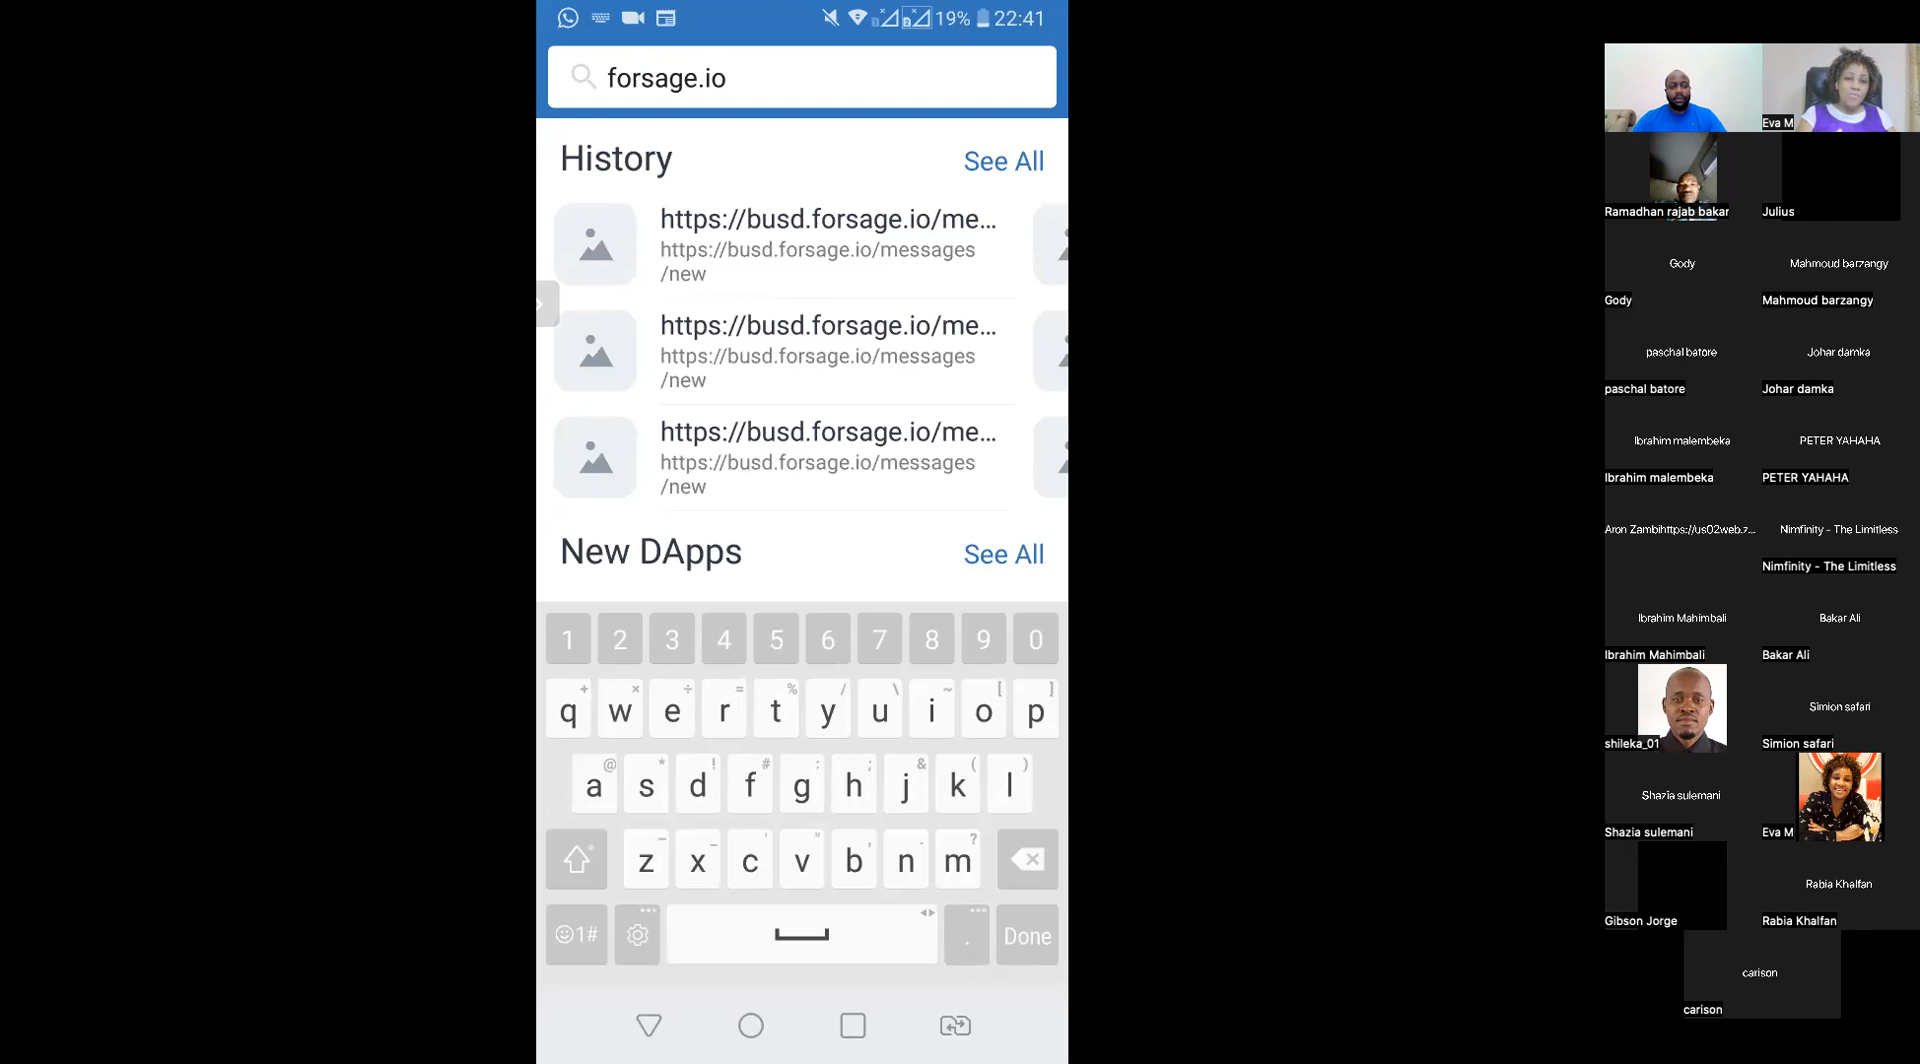 19% 22:41
forsage.io
History See All
https://busd.forsage.io/me...
https://busd.forsage.io/messages
/new
https://busd.forsage.io/me...
https://busd.forsage.io/messages
/new
https://busd.forsage.io/me...
https://busd.forsage.io/messages
/new
New DApps See All
1 2 3 4 5 6 7 8 9 0
q w e r t y u i o p
a s d f g h j k l
z x c v b n m
1# . Done
Eva M
Ramadhan rajab bakar Julius
Gody Mahmoud barzangy
Gody Mahmoud barzangy
paschal batore Johar damka
paschal batore Johar damka
Ibrahim malembeka PETER YAHAHA
Ibrahim malembeka PETER YAHAHA
Aron Zambihttps://us02web.z... Nimfinity - The Limitless
Nimfinity - The Limitless
Ibrahim Mahimbali Bakar Ali
Ibrahim Mahimbali Bakar Ali
Simion safari
shileka_01 Simion safari
Shazia sulemani
Shazia sulemani Eva M
Rabia Khalfan
Gibson Jorge Rabia Khalfan
carison
carison